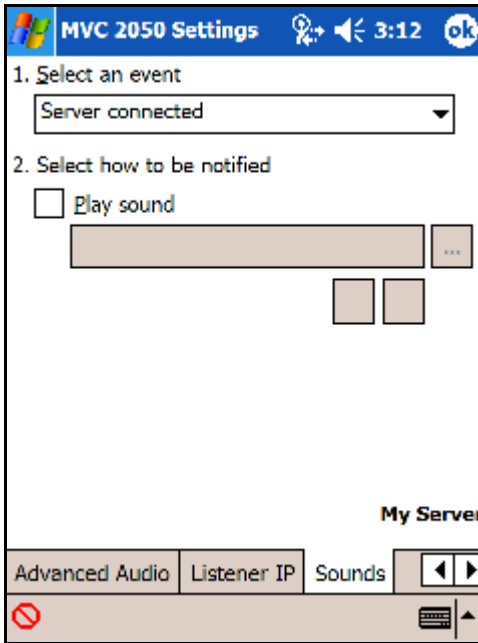 MVC 2050 Settings 3:12 ok
1. Select an event
Server connected
2. Select how to be notified
Play sound
...
My Server
Advanced Audio Listener IP Sounds